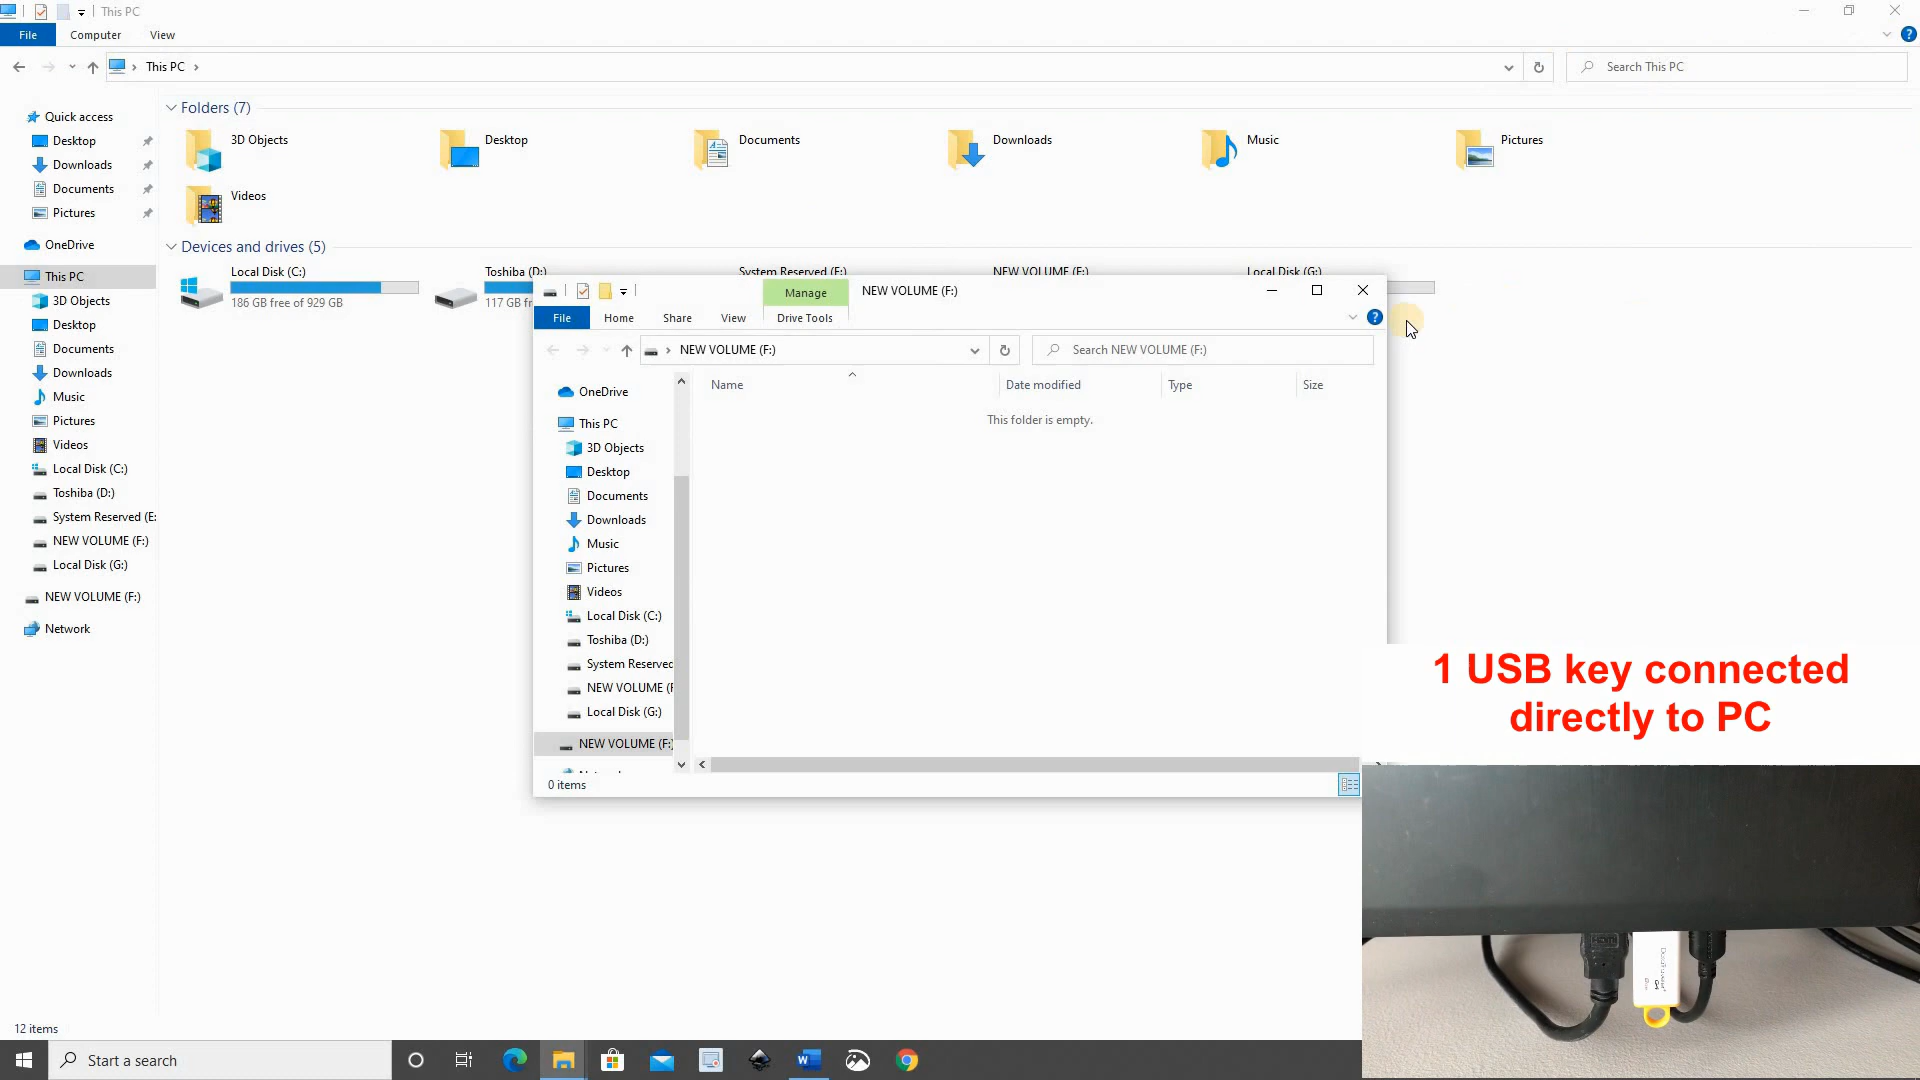 This PC
File
Computer
View
This PC
Search This PC
Quick access
Desktop
Downloads
Documents
Pictures
OneDrive
This PC
3D Objects
Desktop
Documents
Downloads
Music
Pictures
Videos
Local Disk (C:)
Toshiba (D:)
System Reserved (E:
NEW VOLUME (F:)
Local Disk (G:)
NEW VOLUME (F:)
Network
12 items
Folders (7)
3D Objects
Desktop
Documents
Downloads
Music
Pictures
Videos
Devices and drives (5)
Local Disk (C:)
186 GB free of 929 GB
Toshiba (D:)
117 GB fr
System Reserved (E:)
NEW VOLUME (F:)
Local Disk (G:)
Manage
NEW VOLUME (F:)
File
Home
Share
View
Drive Tools
NEW VOLUME (F:)
Search NEW VOLUME (F:)
Name
Date modified
Type
Size
This folder is empty.
OneDrive
This PC
3D Objects
Desktop
Documents
Downloads
Music
Pictures
Videos
Local Disk (C:)
Toshiba (D:)
System Reserved
NEW VOLUME (F
Local Disk (G:)
NEW VOLUME (F:)
0 items
1 USB key connected
directly to PC
HDMI
Start a search